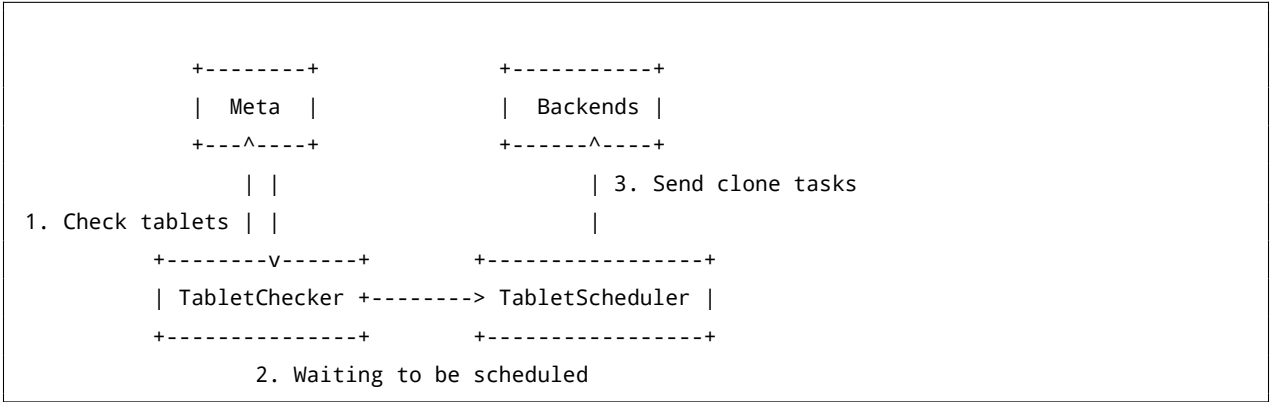 +--------+              +-----------+
|  Meta  |              |  Backends |
+---^----+              +------^----+
| |                        | 3. Send clone tasks
1. Check tablets | |                        |
+--------v------+        +-----------------+
| TabletChecker +--------> TabletScheduler |
+---------------+        +-----------------+
2. Waiting to be scheduled